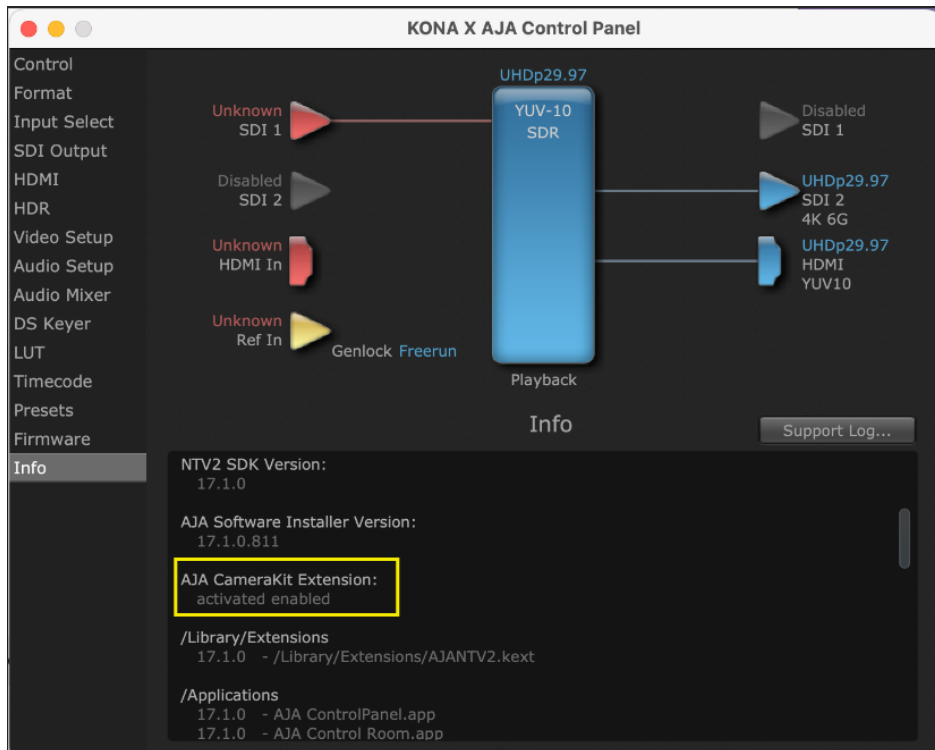 KONA X AJA Control Panel
Control
Format
Input Select
SDI Output
HDMI
HDR
Video Setup
Audio Setup
Audio Mixer
DS Keyer
LUT
Timecode
Presets
Firmware
Info
UHDp29.97
YUV-10
SDR
Unknown
SDI 1
Disabled
SDI 2
Unknown
HDMI In
Unknown
Ref In
Genlock Freerun
Playback
Disabled
SDI 1
UHDp29.97
SDI 2
4K 6G
UHDp29.97
HDMI
YUV10
Info
Support Log...
NTV2 SDK Version:
17.1.0
AJA Software Installer Version:
17.1.0.811
AJA CameraKit Extension:
activated enabled
/Library/Extensions
17.1.0 - /Library/Extensions/AJANTV2.kext
/Applications
17.1.0 - AJA ControlPanel.app
17.1.0 - AJA Control Room.app